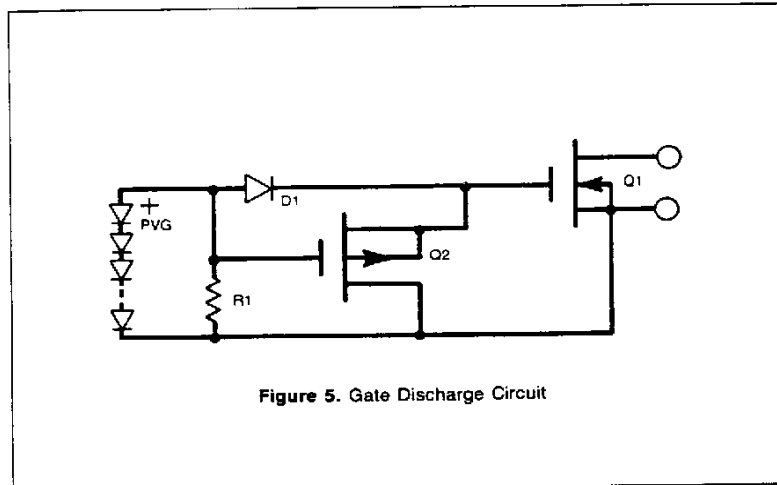 Q1
D1
+
PVG
Q2
R1
Figure 5. Gate Discharge Circuit